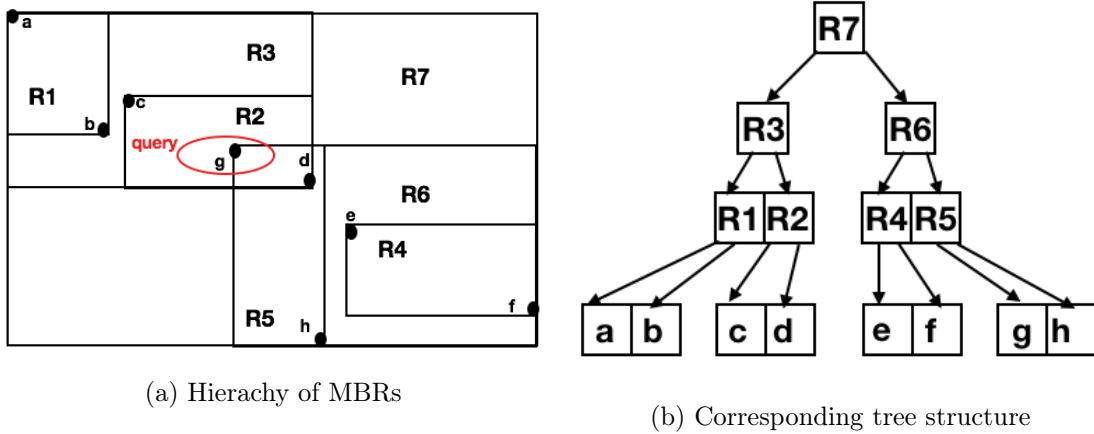 a
R3
R7
R1
c
R2
b
query
g
d
R6
e
R4
R5
f
h
(a) Hierachy of MBRs
R7
R3 R6
R1 R2 R4 R5
a b c d e f g h
(b) Corresponding tree structure